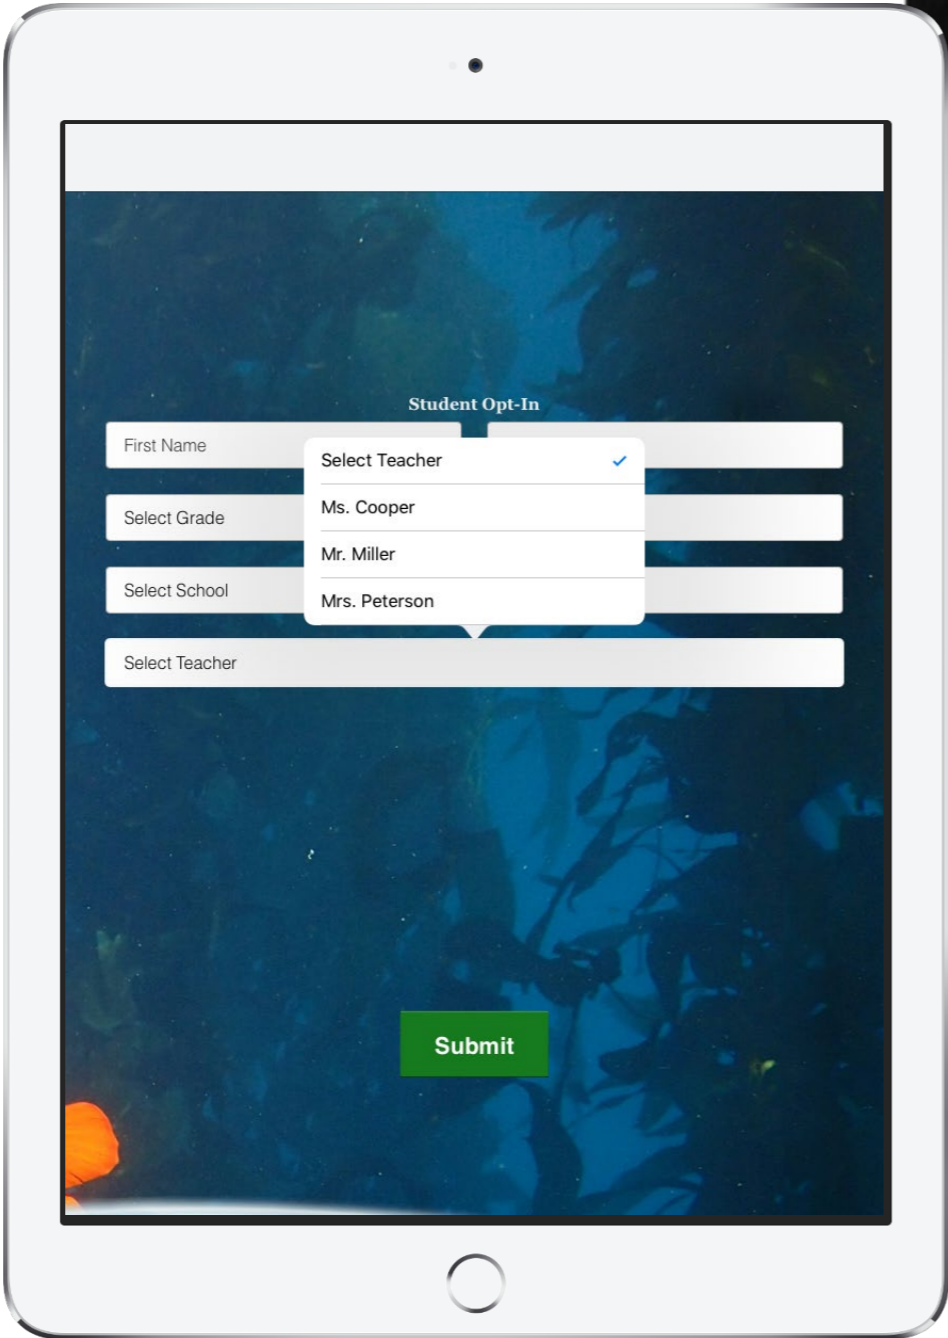 Student Opt-In
First Name
Select Teacher
Ms. Cooper
Select Grade
Mr. Miller
Select School
Mrs. Peterson
Select Teacher
Submit